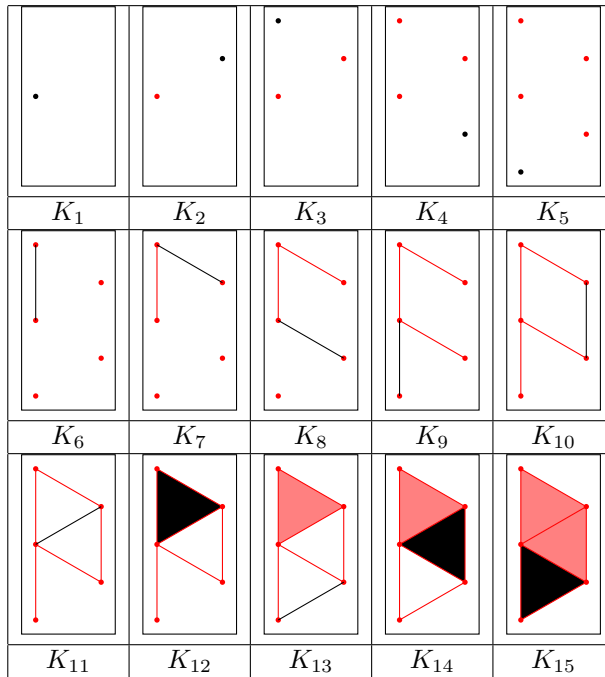 K₁ K₂ K₃ K₄ K₅
K₆ K₇ K₈ K₉ K₁₀
K₁₁ K₁₂ K₁₃ K₁₄ K₁₅